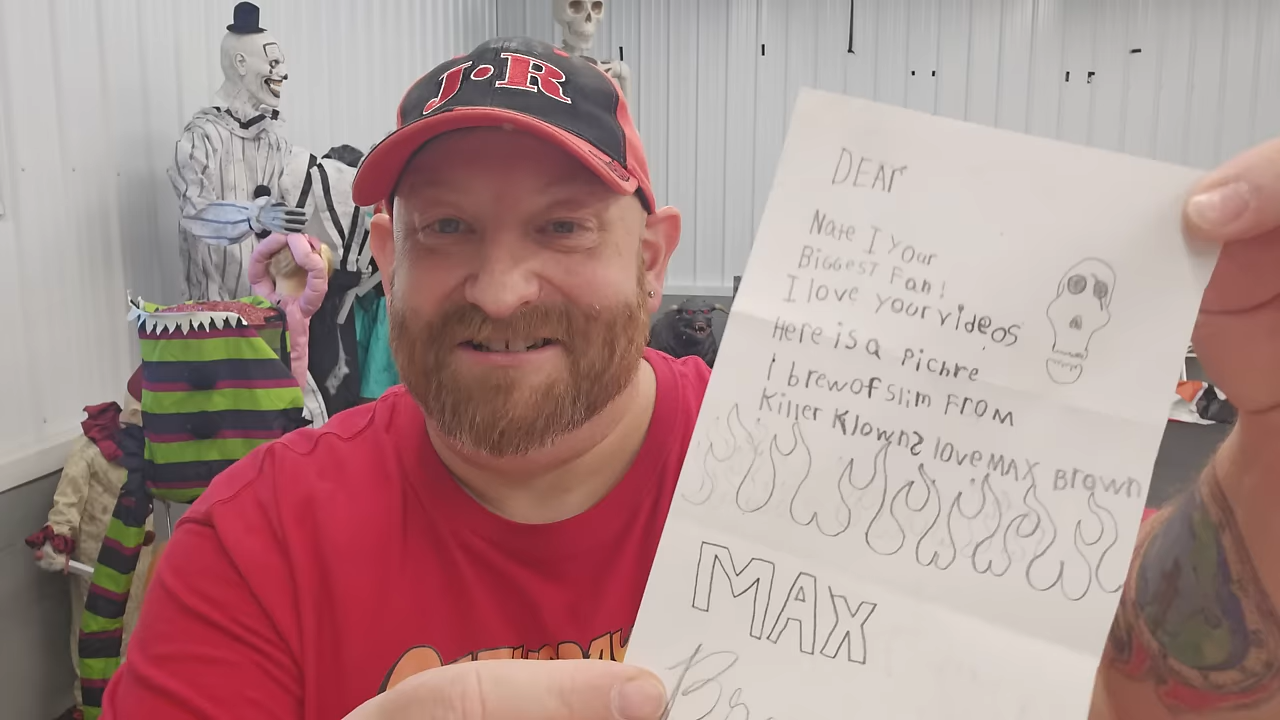 J•R
DEAr
Nate I your
BIGGEST Fan!
I love your videos
Here is a Pichre
i brew of slim From
Killer Klownz love MAX Brown
MAX